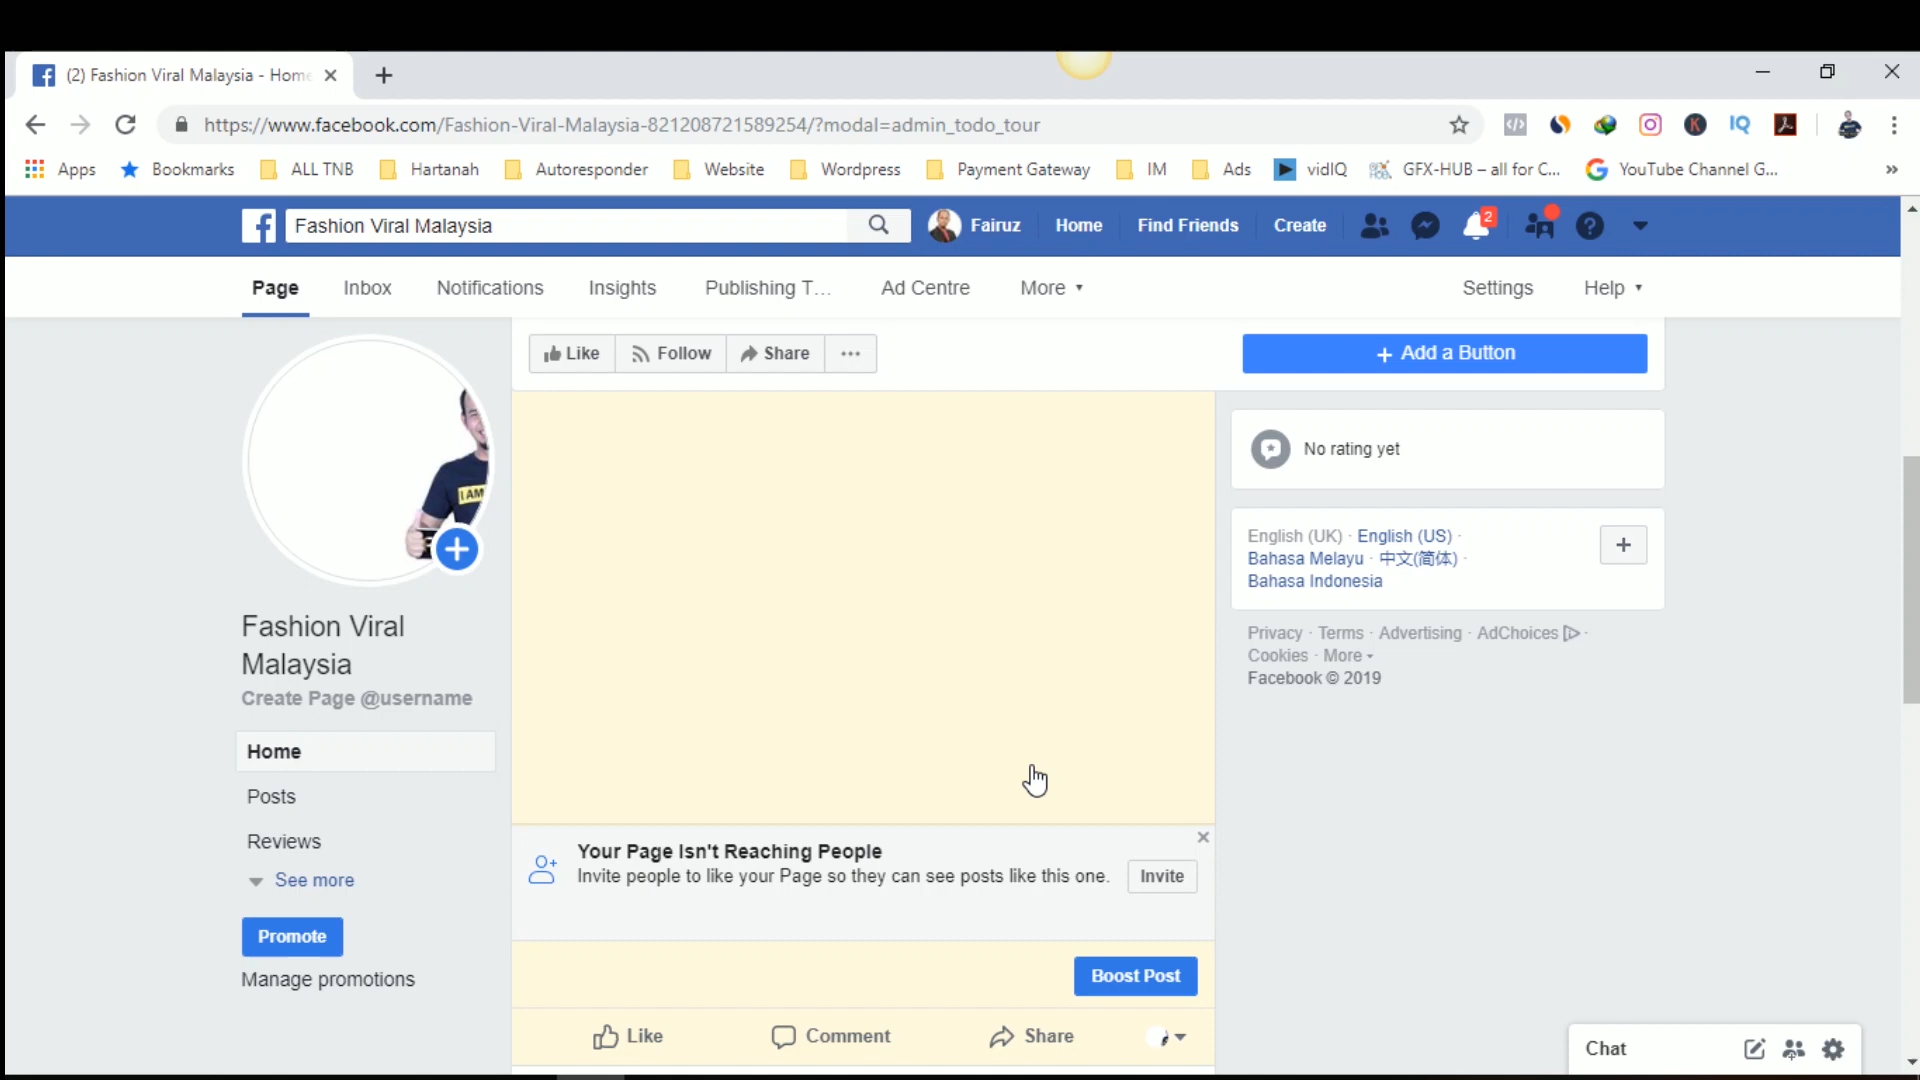 (2) Fashion Viral Malaysia - Home
https://www.facebook.com/Fashion-Viral-Malaysia-821208721589254/?modal=admin_todo_tour
Apps Bookmarks ALL TNB Hartanah Autoresponder Website Wordpress Payment Gateway IM Ads vidIQ GFX-HUB – all for C... YouTube Channel G... »
Fashion Viral Malaysia Fairuz Home Find Friends Create 2
Page Inbox Notifications Insights Publishing T... Ad Centre More Settings Help
Like Follow Share ... + Add a Button
No rating yet
I AM
English (UK) · English (US) ·
Bahasa Melayu · 中文(简体) ·
Bahasa Indonesia
Privacy · Terms · Advertising · AdChoices ·
Cookies · More
Facebook © 2019
Fashion Viral
Malaysia
Create Page @username
Home
Posts
Reviews
See more
Promote
Manage promotions
Your Page Isn't Reaching People
Invite people to like your Page so they can see posts like this one. Invite
Boost Post
Like Comment Share
Chat